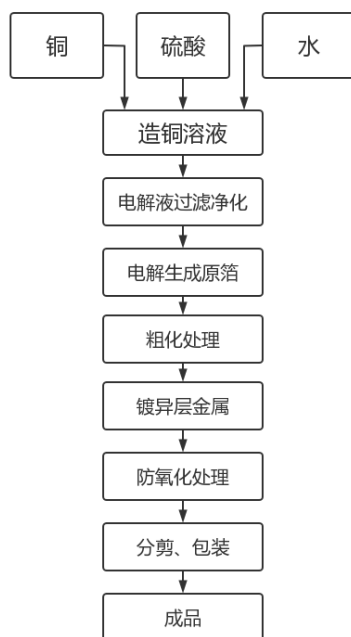 铜
硫酸
水
造铜溶液
电解液过滤净化
电解生成原箔
粗化处理
镀异层金属
防氧化处理
分剪、包装
成品